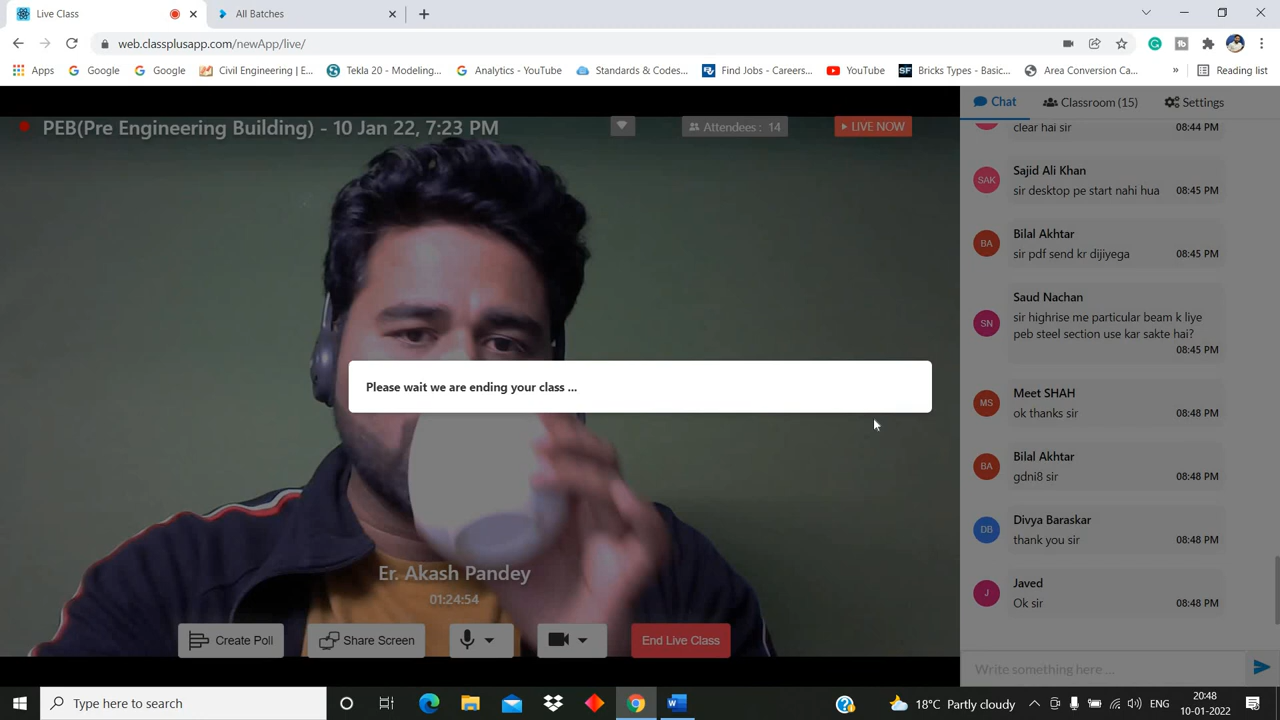 Live Class
All Batches
web.classplusapp.com/newApp/live/
Apps
Google
Google
Civil Engineering | E...
Tekla 20 - Modeling...
Analytics - YouTube
Standards & Codes...
Find Jobs - Careers...
YouTube
Bricks Types - Basic...
Area Conversion Ca...
»
Reading list
PEB(Pre Engineering Building) - 10 Jan 22, 7:23 PM
Attendees : 14
LIVE NOW
Chat
Classroom (15)
Settings
clear hai sir
08:44 PM
SAK
Sajid Ali Khan
sir desktop pe start nahi hua
08:45 PM
BA
Bilal Akhtar
sir pdf send kr dijiyega
08:45 PM
SN
Saud Nachan
sir highrise me particular beam k liye
peb steel section use kar sakte hai?
08:45 PM
Please wait we are ending your class ...
MS
Meet SHAH
ok thanks sir
08:48 PM
BA
Bilal Akhtar
gdni8 sir
08:48 PM
DB
Divya Baraskar
thank you sir
08:48 PM
J
Javed
Ok sir
08:48 PM
Er. Akash Pandey
01:24:54
Create Poll
Share Screen
End Live Class
Write something here ...
Type here to search
18°C Partly cloudy
ENG
20:48
10-01-2022